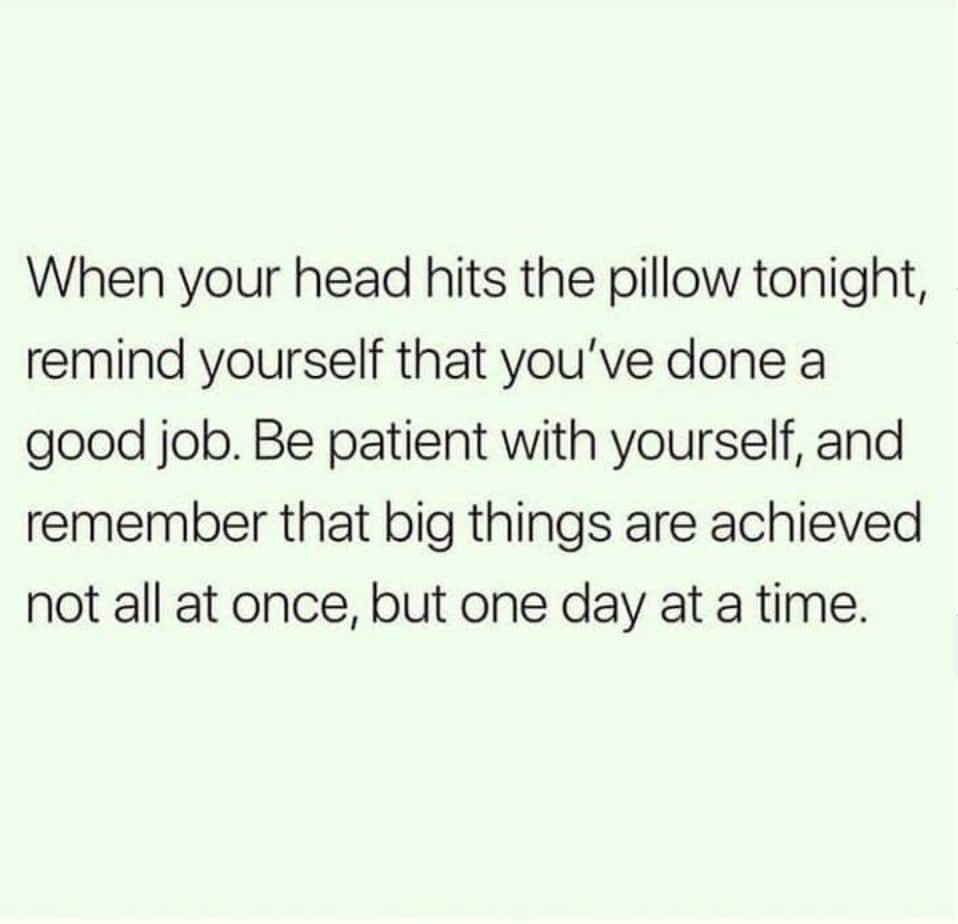 When your head hits the pillow tonight,
remind yourself that you've done a
good job. Be patient with yourself, and
remember that big things are achieved
not all at once, but one day at a time.